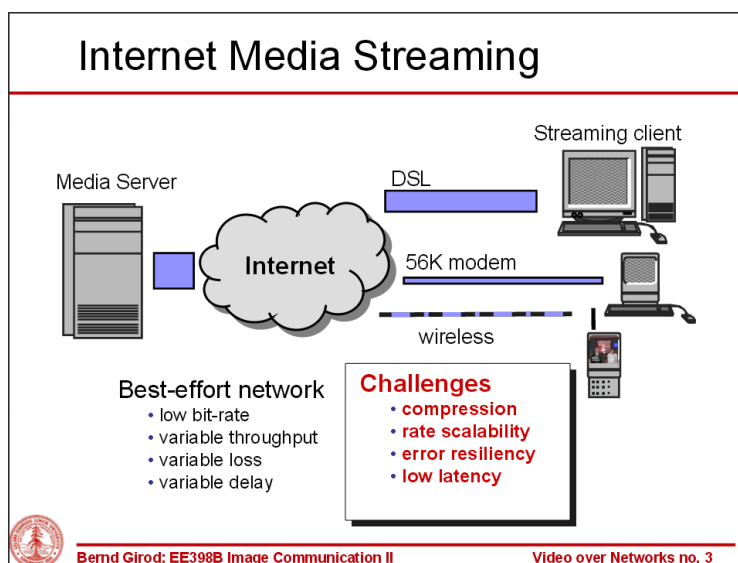 Internet Media Streaming
Streaming client
Media Server
DSL
Internet
56K modem
wireless
Best-effort network
• low bit-rate
• variable throughput
• variable loss
• variable delay
Challenges
• compression
• rate scalability
• error resiliency
• low latency
Bernd Girod: EE398B Image Communication II
Video over Networks no. 3